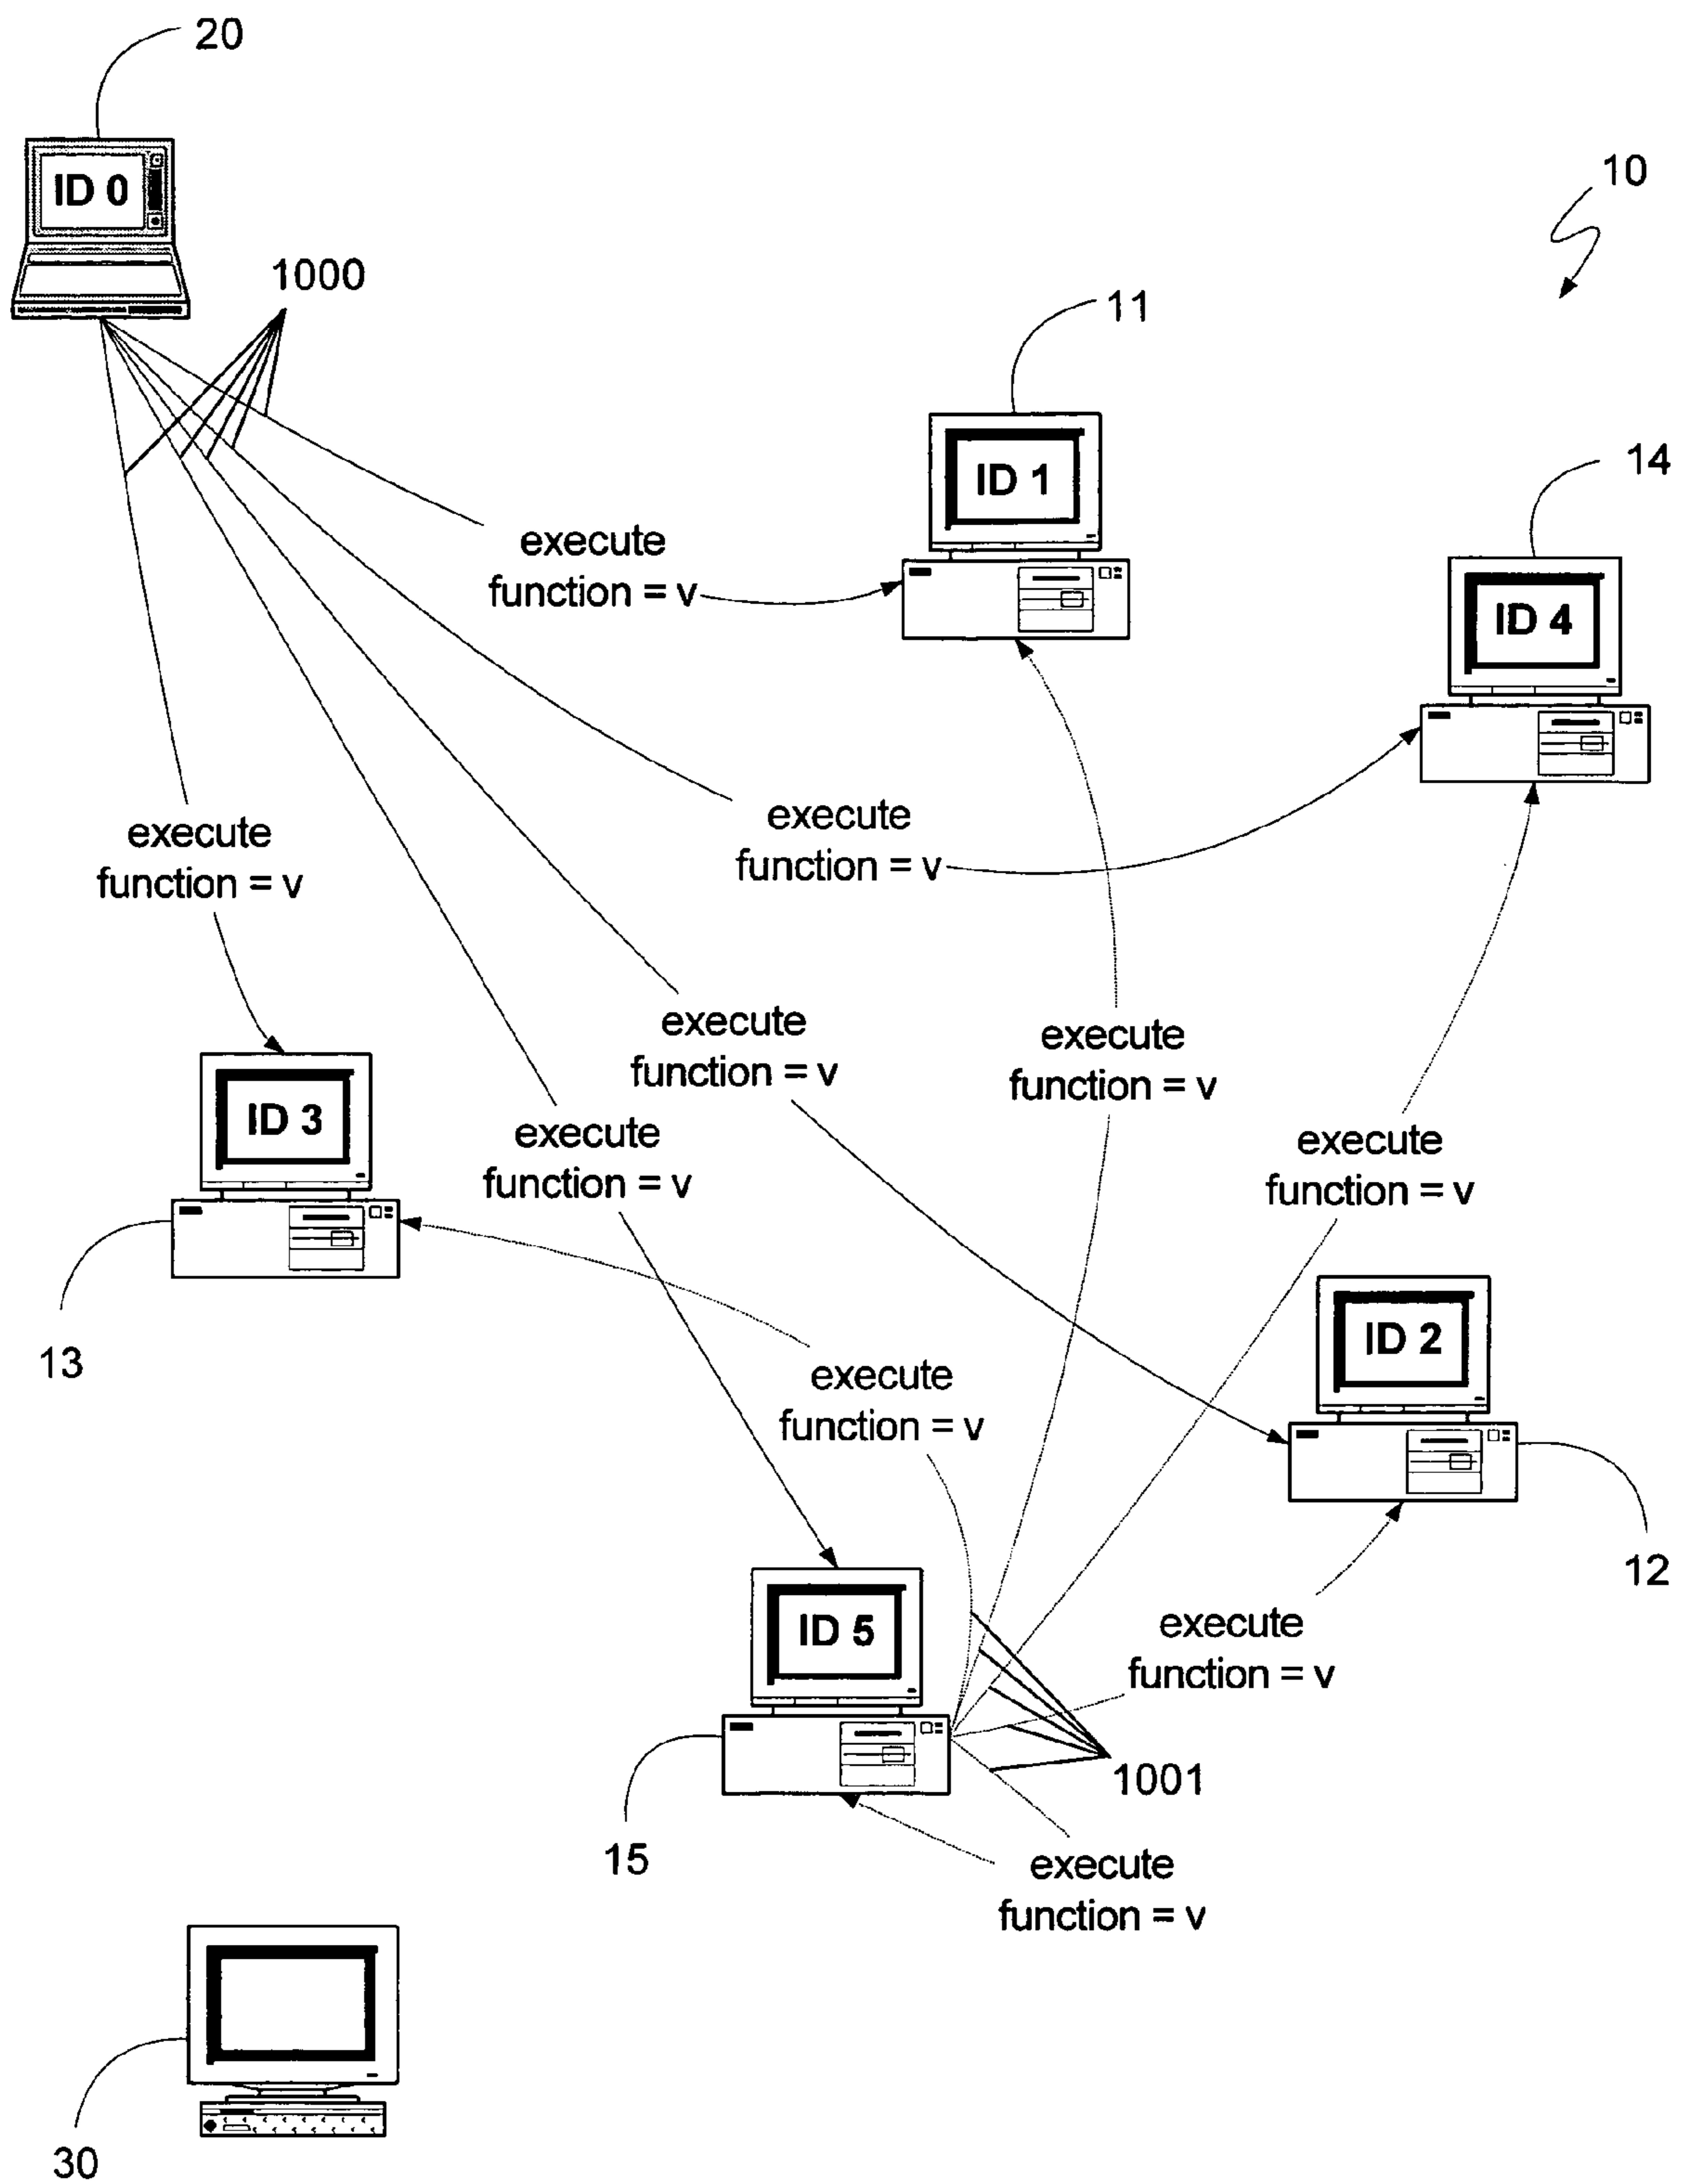 20
ID 0
10
1000
11
ID 1
14
execute
function = v
ID 4
execute
function = v
execute
function = v
execute
function = v
execute
function = v
ID 3
execute
function = v
execute
function = v
ID 2
13
execute
function = v
12
ID 5
execute
function = v
1001
15
execute
function = v
30